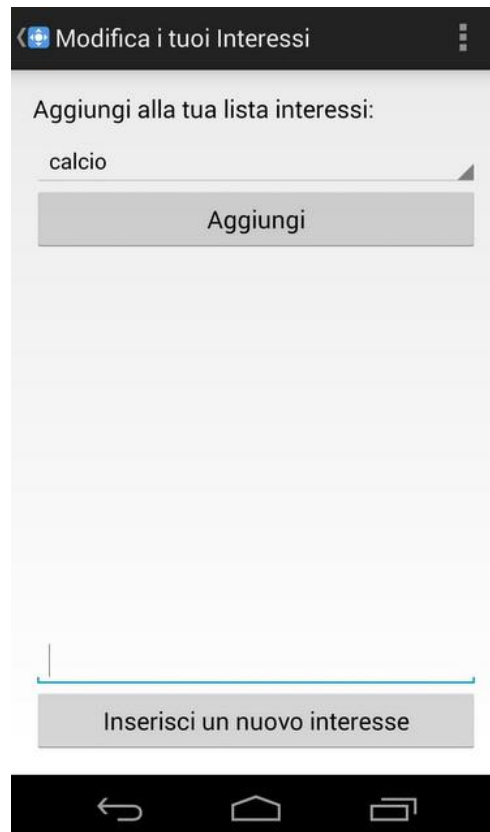 Modifica i tuoi Interessi
Aggiungi alla tua lista interessi:
calcio
Aggiungi
Inserisci un nuovo interesse